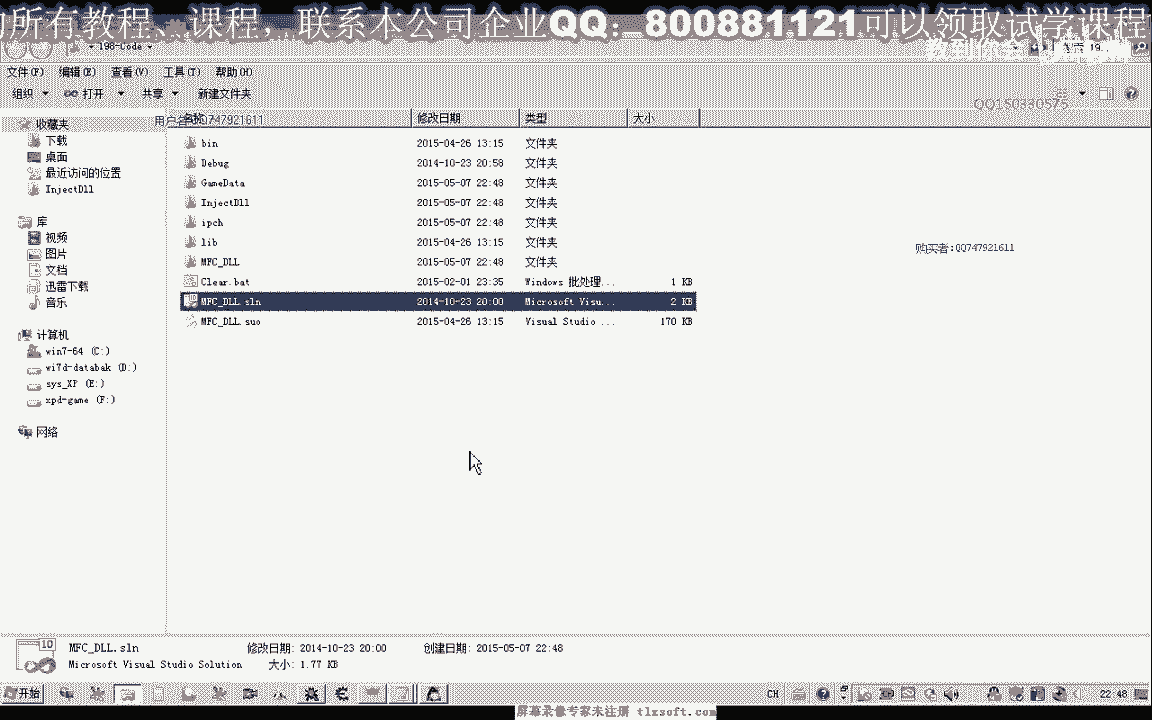 所有教程、课程，联系本公司企业QQ：800881121可以领取试学课程
198-Code
文件(F) 编辑(E) 查看(V) 工具(T) 帮助(H)
组织 打开 共享 新建文件夹
QQ150330575
收藏夹
下载
桌面
最近访问的位置
InjectDll
库
视频
图片
文档
迅雷下载
音乐
计算机
win7-64 (C:)
wi7d-databak (D:)
sys_XP (E:)
xpd-game (F:)
网络
QQ747921611 修改日期 类型 大小
bin 2015-04-26 13:15 文件夹
Debug 2014-10-23 20:58 文件夹
GameData 2015-05-07 22:48 文件夹
InjectDll 2015-05-07 22:48 文件夹
ipch 2015-05-07 22:48 文件夹
lib 2015-04-26 13:15 文件夹
MFC_DLL 2015-05-07 22:48 文件夹
Clear.bat 2015-02-01 23:35 Windows 批处理... 1 KB
MFC_DLL.sln 2014-10-23 20:00 Microsoft Visu... 2 KB
MFC_DLL.suo 2015-04-26 13:15 Visual Studio ... 170 KB
购买者:QQ747921611
MFC_DLL.sln 修改日期: 2014-10-23 20:00 创建日期: 2015-05-07 22:48
Microsoft Visual Studio Solution 大小: 1.77 KB
开始 CH 22:48
屏幕录像专家未注册 tlxsoft.com